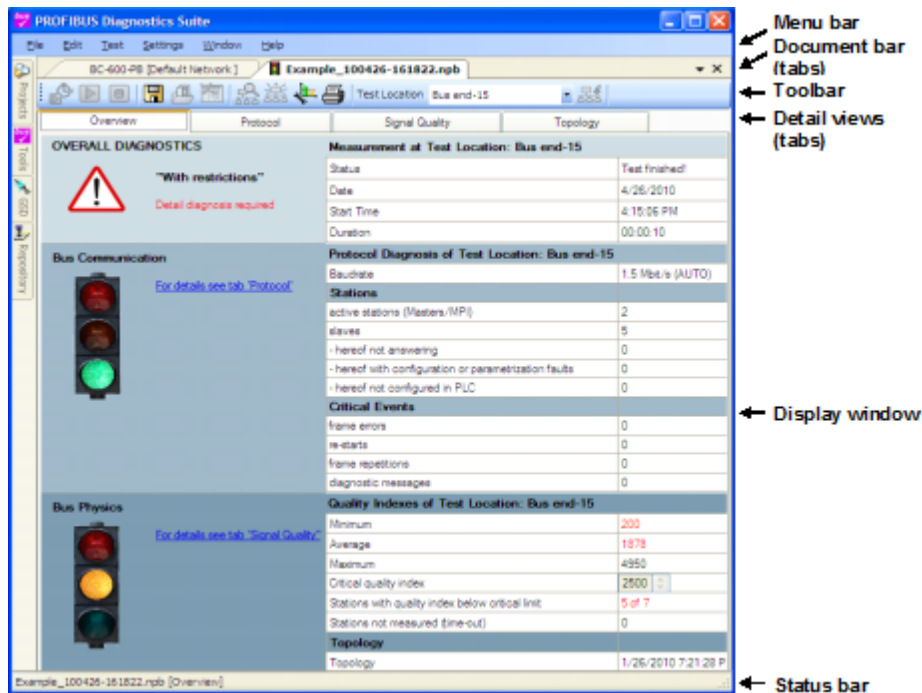 PROFIBUS Diagnostics Suite
File Edit Test Settings Window Help
BC-600-PB [Default Network] Example_100426-161822.npb
Test Location Bus end-15
Projects
Tools
GSD
Repository
Overview Protocol Signal Quality Topology
OVERALL DIAGNOSTICS
"With restrictions"
Detail diagnosis required
Measurement at Test Location: Bus end-15
Status Test finished!
Date 4/26/2010
Start Time 4:15:06 PM
Duration 00:00:10
Bus Communication
For details see tab "Protocol"
Protocol Diagnosis of Test Location: Bus end-15
Baudrate 1.5 Mbit/s (AUTO)
Stations
active stations (Masters/MPI) 2
slaves 5
- hereof not answering 0
- hereof with configuration or parametrization faults 0
- hereof not configured in PLC 0
Critical Events
frame errors 0
re-starts 0
frame repetitions 0
diagnostic messages 0
Bus Physics
For details see tab "Signal Quality"
Quality Indexes of Test Location: Bus end-15
Minimum 200
Average 1878
Maximum 4950
Critical quality index 2500
Stations with quality index below critical limit 5 of 7
Stations not measured (time-out) 0
Topology
Topology 1/26/2010 7:21:28 P
Example_100426-161822.npb [Overview]
Menu bar
Document bar
(tabs)
Toolbar
Detail views
(tabs)
Display window
Status bar